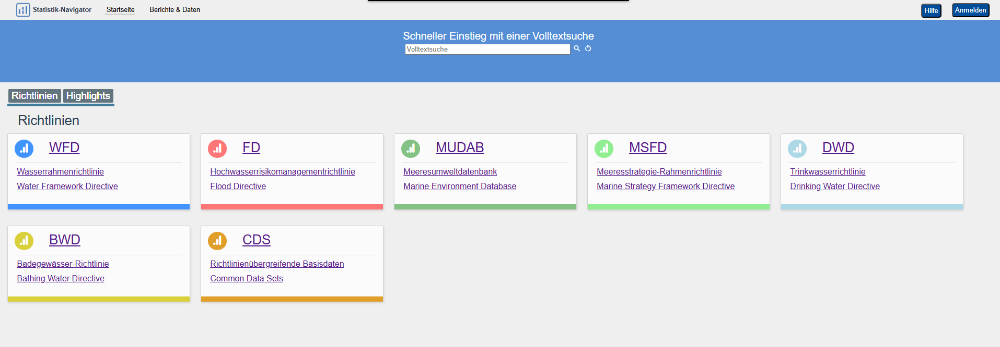 Statistik-Navigator Startseite Berichte & Daten Hilfe Anmelden
Schneller Einstieg mit einer Volltextsuche
Volltextsuche
Richtlinien Highlights
Richtlinien
WFD
Wasserrahmenrichtlinie
Water Framework Directive
FD
Hochwasserrisikomanagementrichtlinie
Flood Directive
MUDAB
Meeresumweltdatenbank
Marine Environment Database
MSFD
Meeresstrategie-Rahmenrichtlinie
Marine Strategy Framework Directive
DWD
Trinkwasserrichtlinie
Drinking Water Directive
BWD
Badegewässer-Richtlinie
Bathing Water Directive
CDS
Richtlinienübergreifende Basisdaten
Common Data Sets